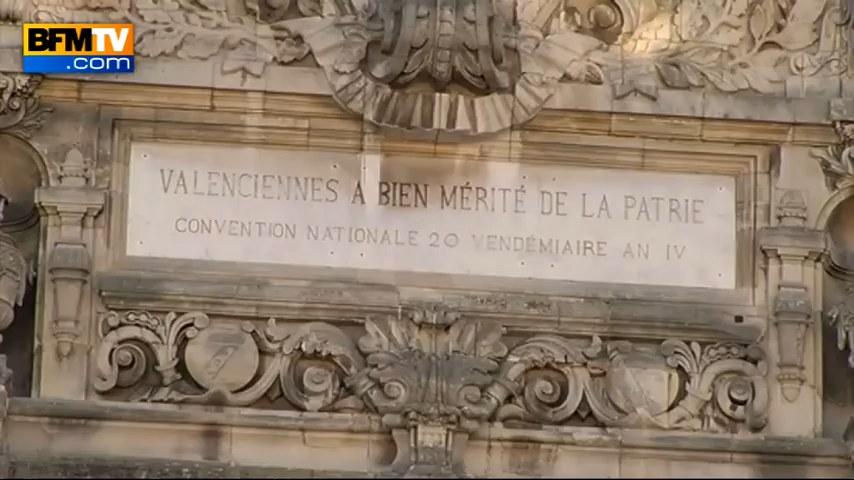 BFMTV
.com
VALENCIENNES A BIEN MÉRITÉ DE LA PATRIE
CONVENTION NATIONALE 20 VENDÉMIAIRE AN IV